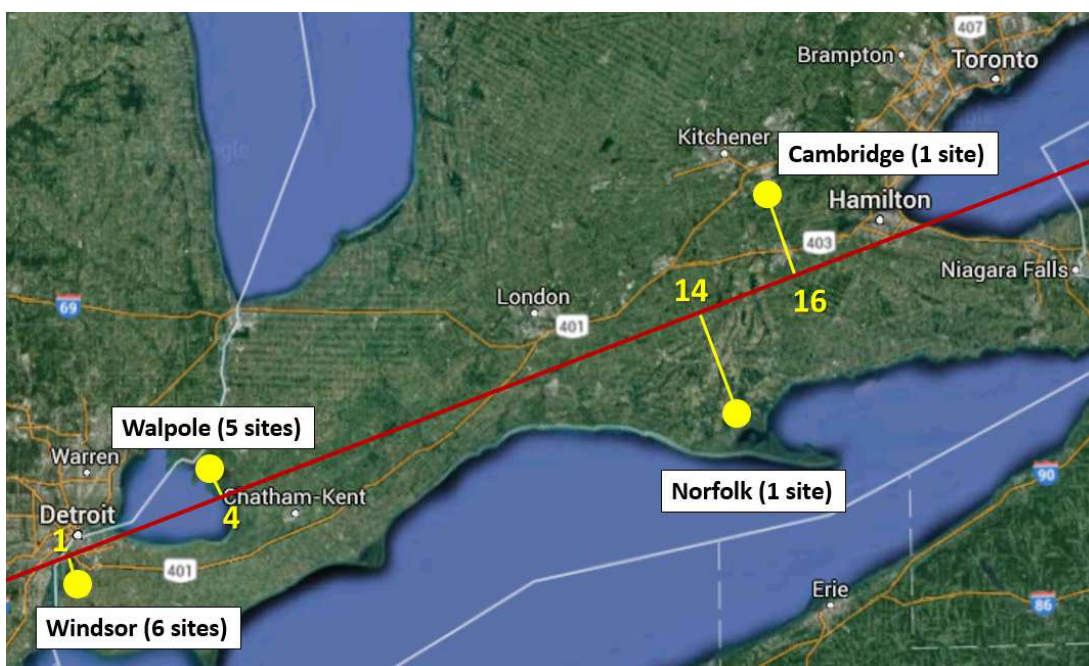 407
Brampton
Toronto
Kitchener
Cambridge (1 site)
Hamilton
403
Niagara Falls
14
16
69
London
401
Walpole (5 sites)
Warren
Chatham-Kent
4
Detroit
1
401
Norfolk (1 site)
90
Windsor (6 sites)
Erie
86